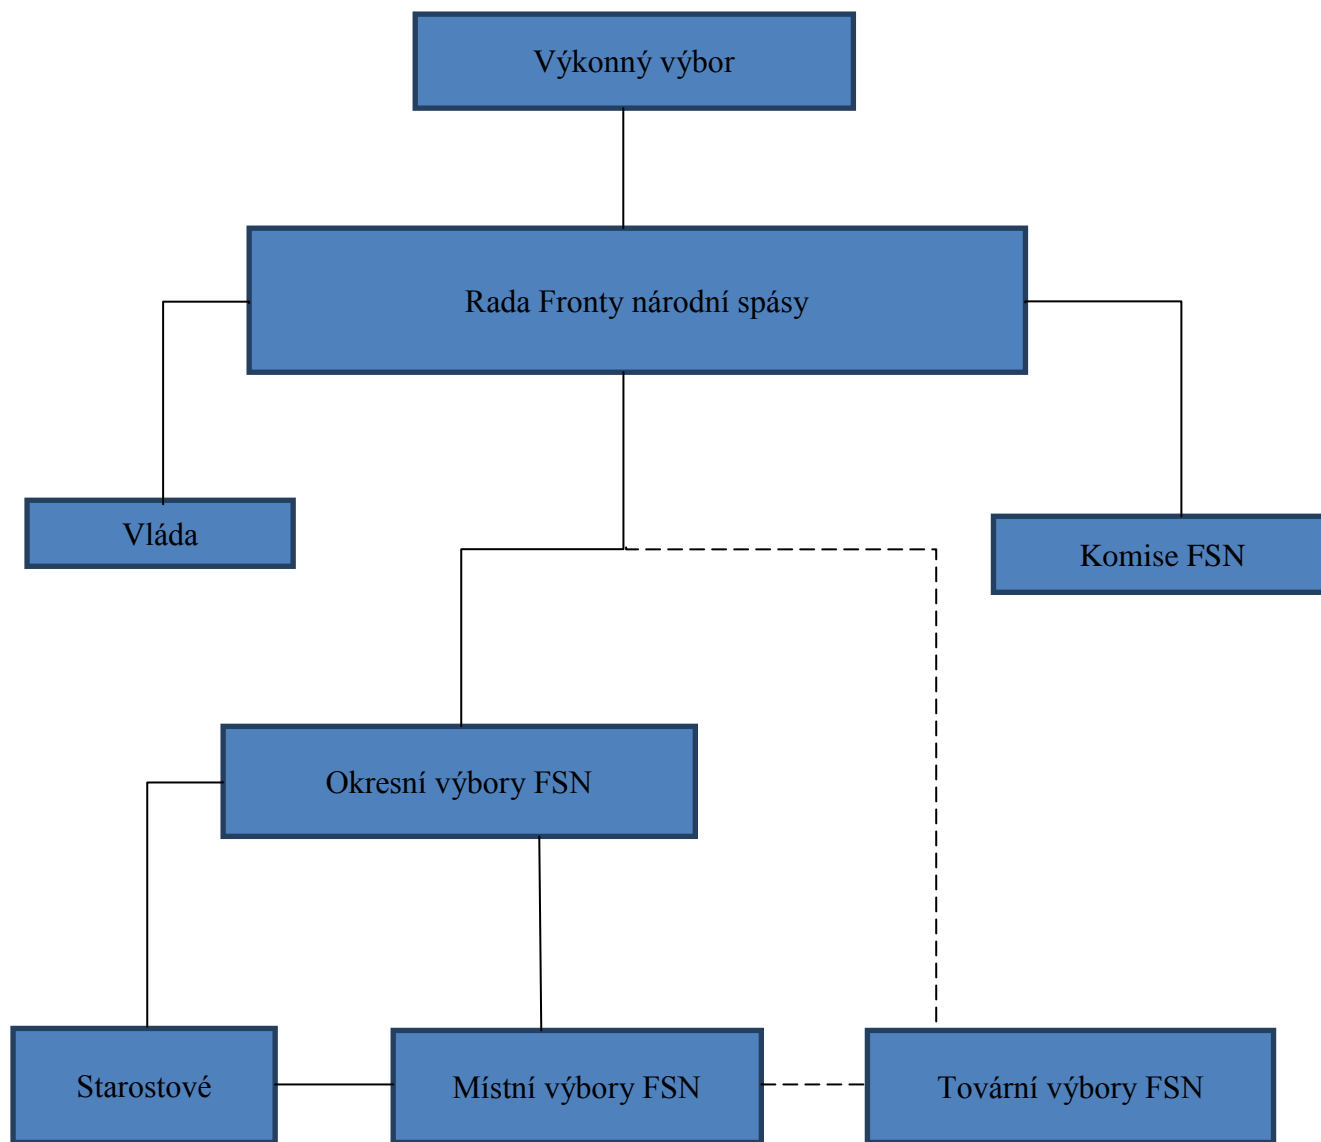 Výkonný výbor
Rada Fronty národní spásy
Vláda
Komise FSN
Okresní výbory FSN
Starostové
Místní výbory FSN
Tovární výbory FSN